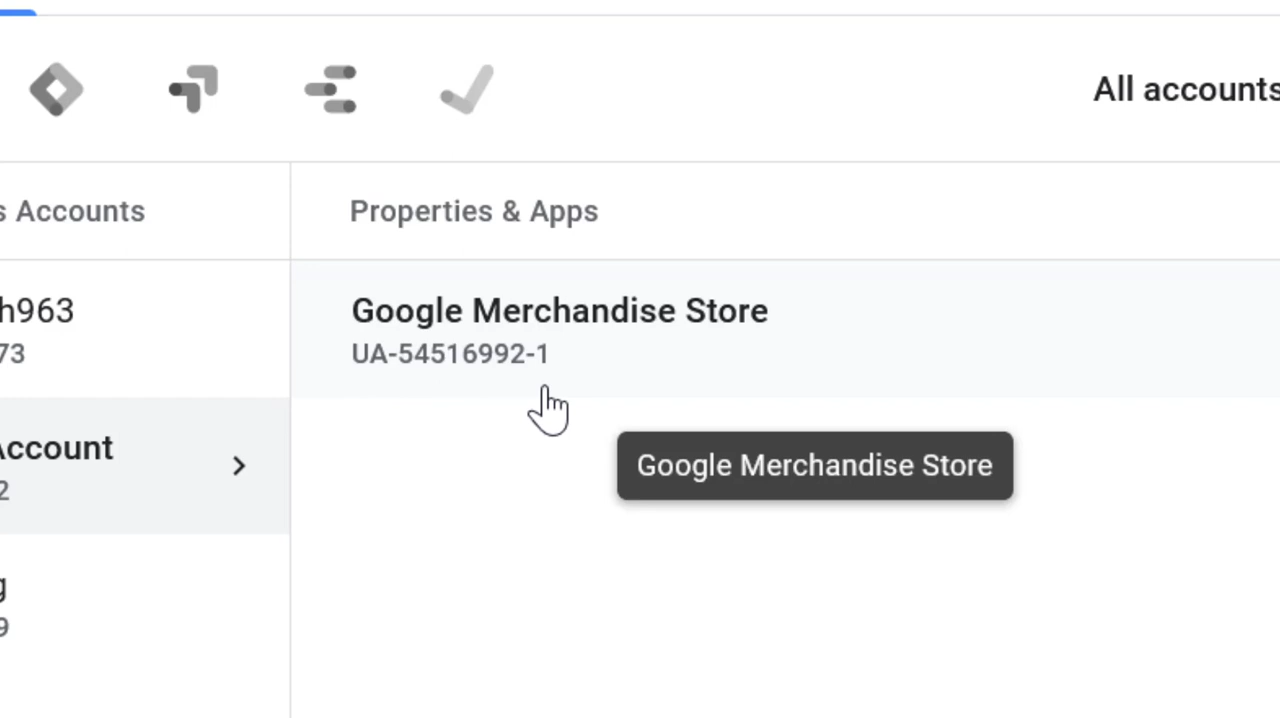 All accounts
s Accounts
Properties & Apps
h963
73
Google Merchandise Store
UA-54516992-1
Account
2
Google Merchandise Store
g
9